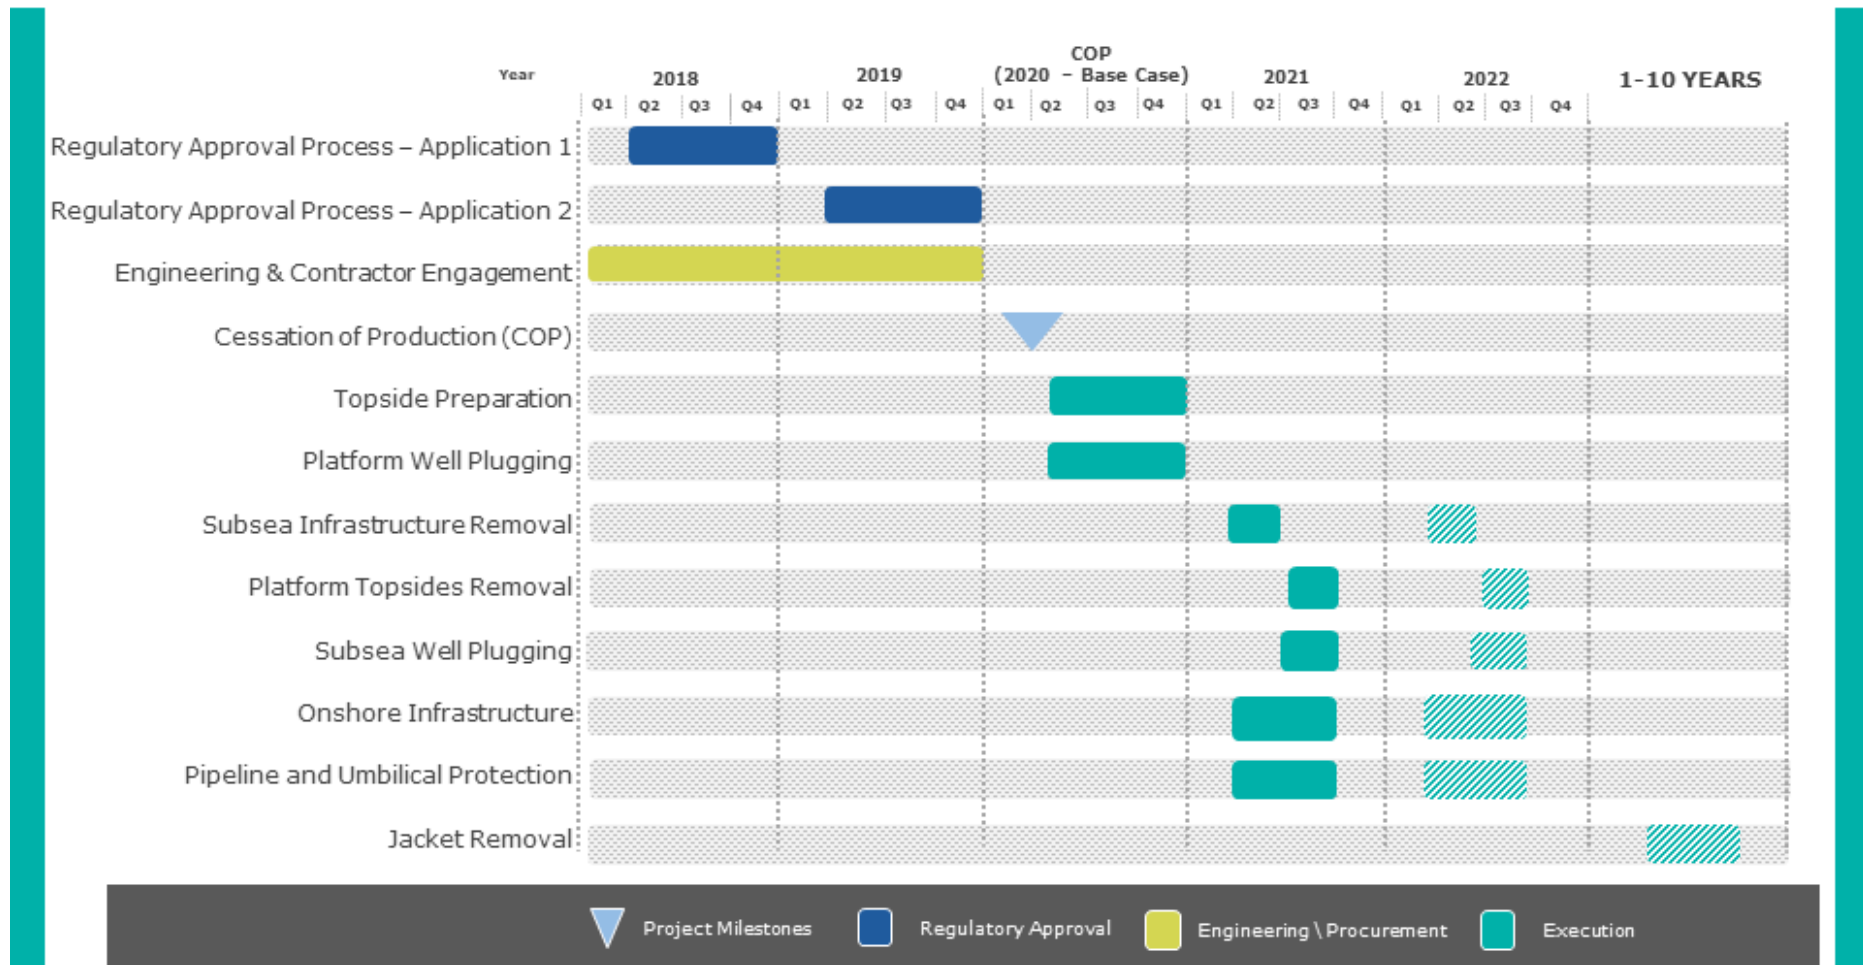 COP
Year 2018 2019 (2020 – Base Case) 2021 2022 1-10 YEARS
Q1 Q2 Q3 Q4 Q1 Q2 Q3 Q4 Q1 Q2 Q3 Q4 Q1 Q2 Q3 Q4 Q1 Q2 Q3 Q4
Regulatory Approval Process – Application 1
Regulatory Approval Process – Application 2
Engineering & Contractor Engagement
Cessation of Production (COP)
Topside Preparation
Platform Well Plugging
Subsea Infrastructure Removal
Platform Topsides Removal
Subsea Well Plugging
Onshore Infrastructure
Pipeline and Umbilical Protection
Jacket Removal
Project Milestones Regulatory Approval Engineering \ Procurement Execution